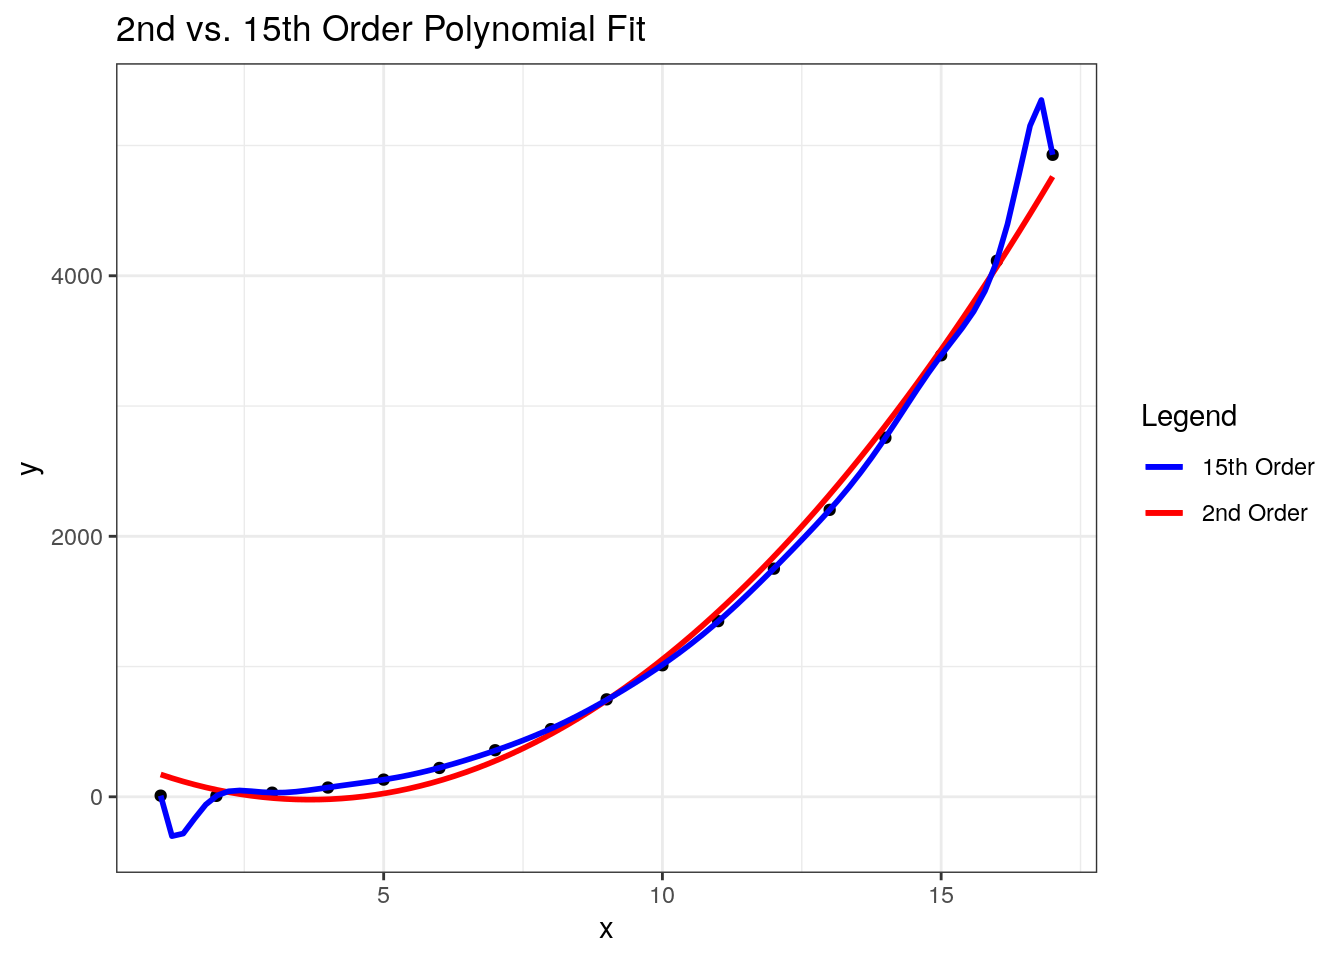 2nd vs. 15th Order Polynomial Fit
y
4000
2000
0
5
10
15
x
Legend
15th Order
2nd Order